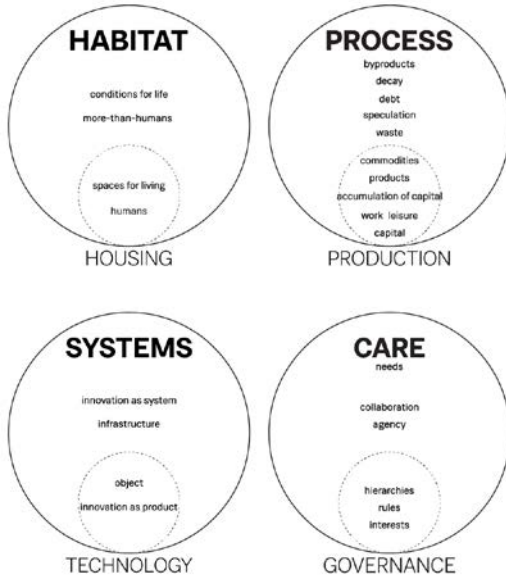 HABITAT
conditions for life
more-than-humans
spaces for living
humans
HOUSING
PROCESS
byproducts
decay
debt
speculation
waste
commodities
products
accumulation of capital
work leisure
capital
PRODUCTION
SYSTEMS
innovation as system
infrastructure
object
innovation as product
TECHNOLOGY
CARE
needs
collaboration
agency
hierarchies
rules
interests
GOVERNANCE